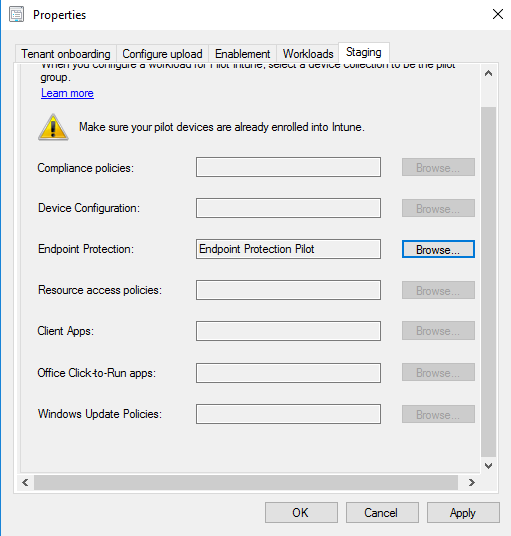 Properties
Tenant onboarding Configure upload Enablement Workloads Staging
When you configure a workload for Pilot Intune, select a device collection to be the pilot
group.
Learn more
Make sure your pilot devices are already enrolled into Intune.
Compliance policies: Browse...
Device Configuration: Browse...
Endpoint Protection: Endpoint Protection Pilot Browse...
Resource access policies: Browse...
Client Apps: Browse...
Office Click-to-Run apps: Browse...
Windows Update Policies: Browse...
OK Cancel Apply